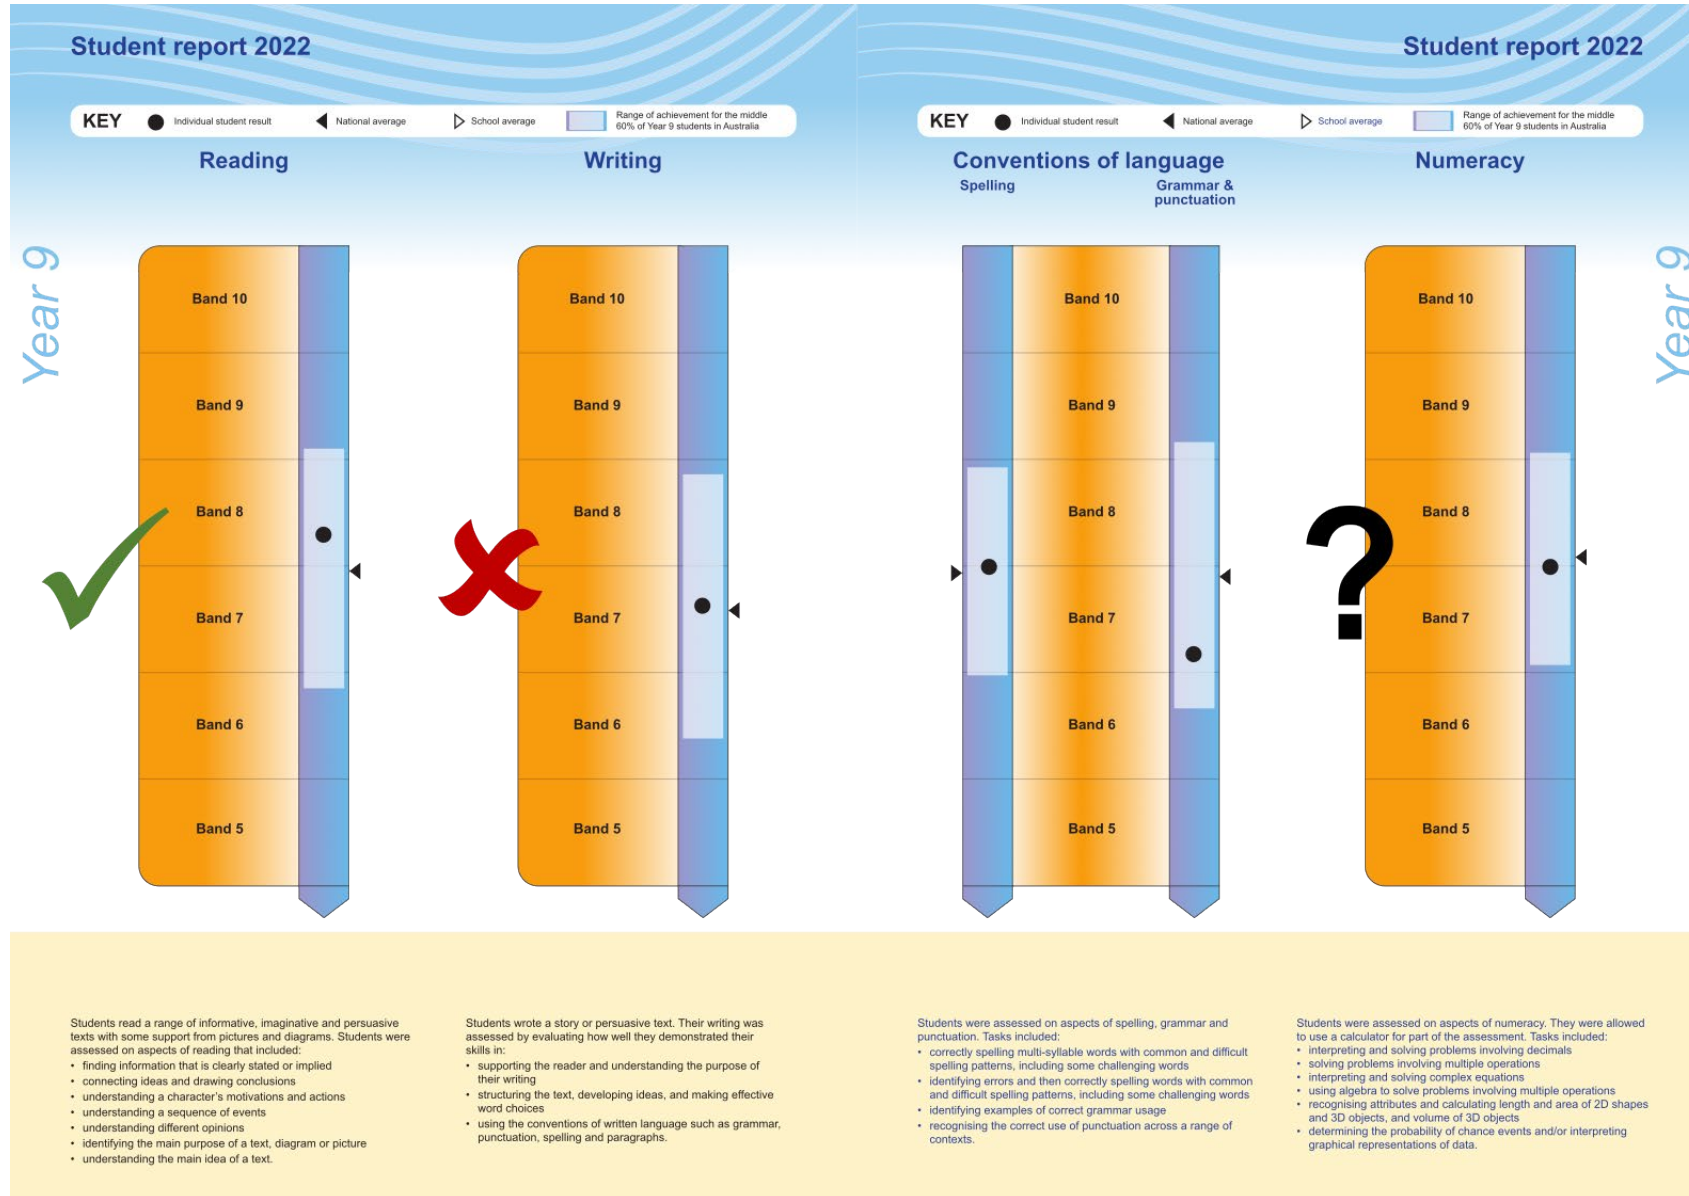 Student report 2022
KEY
Individual student result
National average
School average
Range of achievement for the middle
60% of Year 9 students in Australia
Reading
Writing
Year 9
Band 10
Band 9
Band 8
Band 7
Band 6
Band 5
Band 10
Band 9
Band 8
Band 7
Band 6
Band 5
Students read a range of informative, imaginative and persuasive
texts with some support from pictures and diagrams. Students were
assessed on aspects of reading that included:
• finding information that is clearly stated or implied
• connecting ideas and drawing conclusions
• understanding a character's motivations and actions
• understanding a sequence of events
• understanding different opinions
• identifying the main purpose of a text, diagram or picture
• understanding the main idea of a text.
Students wrote a story or persuasive text. Their writing was
assessed by evaluating how well they demonstrated their
skills in:
• supporting the reader and understanding the purpose of
their writing
• structuring the text, developing ideas, and making effective
word choices
• using the conventions of written language such as grammar,
punctuation, spelling and paragraphs.
Student report 2022
KEY
Individual student result
National average
School average
Range of achievement for the middle
60% of Year 9 students in Australia
Conventions of language
Spelling
Grammar &
punctuation
Numeracy
Year 9
Band 10
Band 9
Band 8
Band 7
Band 6
Band 5
?
Band 10
Band 9
Band 8
Band 7
Band 6
Band 5
Students were assessed on aspects of spelling, grammar and
punctuation. Tasks included:
• correctly spelling multi-syllable words with common and difficult
spelling patterns, including some challenging words
• identifying errors and then correctly spelling words with common
and difficult spelling patterns, including some challenging words
• identifying examples of correct grammar usage
• recognising the correct use of punctuation across a range of
contexts.
Students were assessed on aspects of numeracy. They were allowed
to use a calculator for part of the assessment. Tasks included:
• interpreting and solving problems involving decimals
• solving problems involving multiple operations
• interpreting and solving complex equations
• using algebra to solve problems involving multiple operations
• recognising attributes and calculating length and area of 2D shapes
and 3D objects, and volume of 3D objects
• determining the probability of chance events and/or interpreting
graphical representations of data.